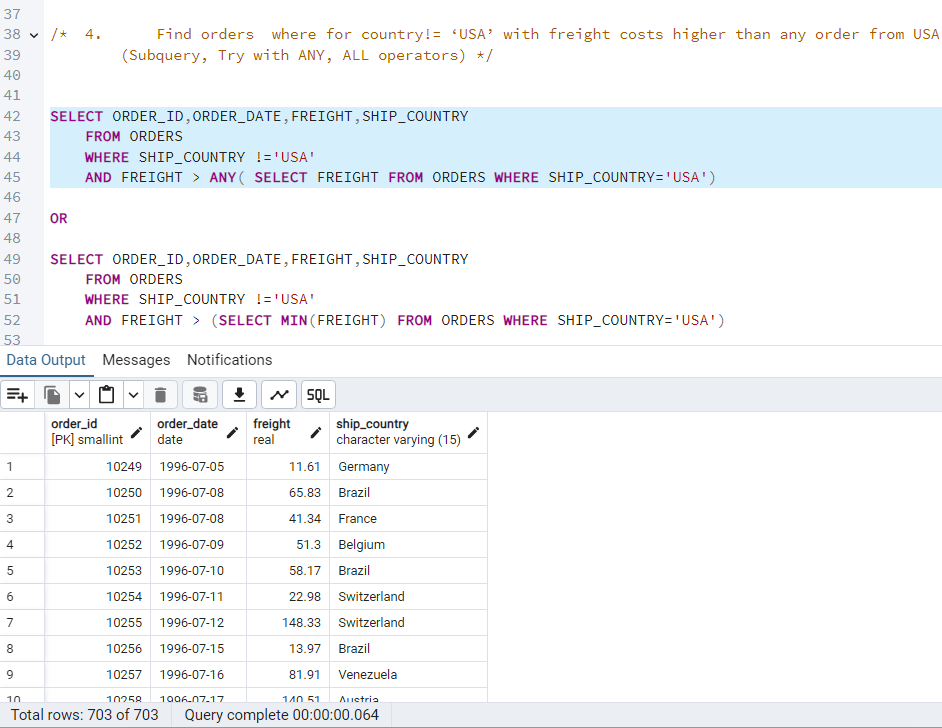 37
38 /*  4.      Find orders  where for country!= ‘USA’ with freight costs higher than any order from USA
39 (Subquery, Try with ANY, ALL operators) */
40
41
42 SELECT ORDER_ID,ORDER_DATE,FREIGHT,SHIP_COUNTRY
43 FROM ORDERS
44 WHERE SHIP_COUNTRY !='USA'
45 AND FREIGHT > ANY( SELECT FREIGHT FROM ORDERS WHERE SHIP_COUNTRY='USA')
46
47 OR
48
49 SELECT ORDER_ID,ORDER_DATE,FREIGHT,SHIP_COUNTRY
50 FROM ORDERS
51 WHERE SHIP_COUNTRY !='USA'
52 AND FREIGHT > (SELECT MIN(FREIGHT) FROM ORDERS WHERE SHIP_COUNTRY='USA')
53
Data Output Messages Notifications
SQL
order_id order_date freight ship_country
[PK] smallint date real character varying (15)
1 10249 1996-07-05 11.61 Germany
2 10250 1996-07-08 65.83 Brazil
3 10251 1996-07-08 41.34 France
4 10252 1996-07-09 51.3 Belgium
5 10253 1996-07-10 58.17 Brazil
6 10254 1996-07-11 22.98 Switzerland
7 10255 1996-07-12 148.33 Switzerland
8 10256 1996-07-15 13.97 Brazil
9 10257 1996-07-16 81.91 Venezuela
10 10258 1996-07-17 140.51 Austria
Total rows: 703 of 703 Query complete 00:00:00.064